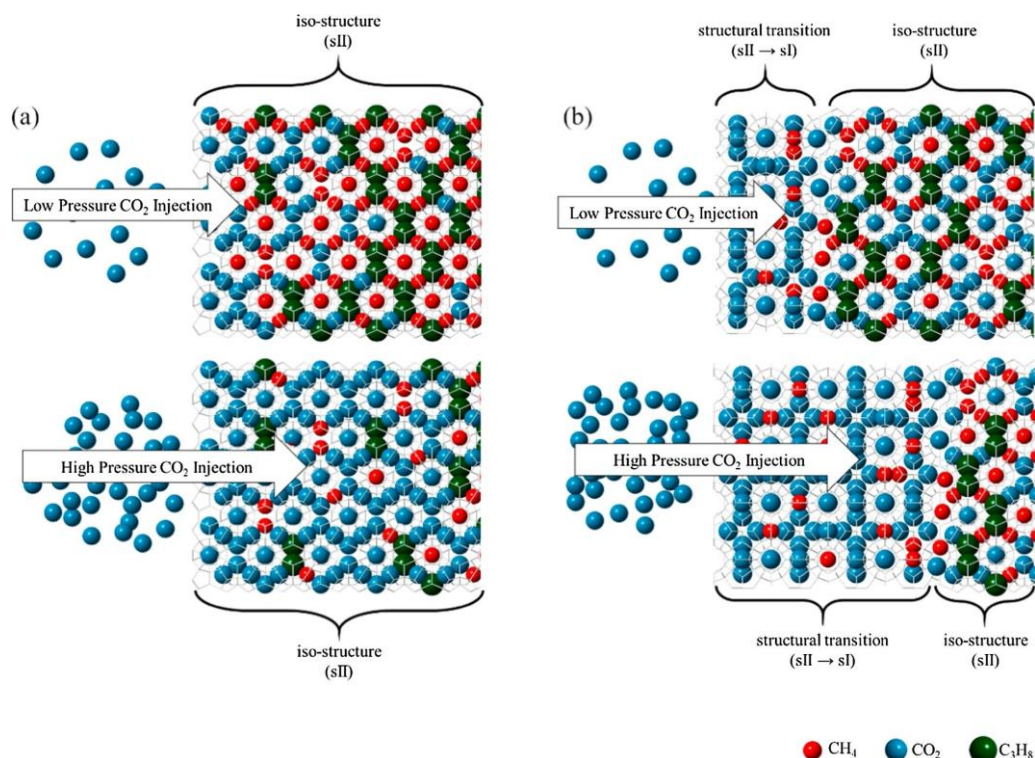 (a)
iso-structure
(sII)
Low Pressure CO₂ Injection
High Pressure CO₂ Injection
iso-structure
(sII)
(b)
structural transition
(sII → sI)
iso-structure
(sII)
Low Pressure CO₂ Injection
High Pressure CO₂ Injection
structural transition
(sII → sI)
iso-structure
(sII)
CH₄ CO₂ C₃H₈